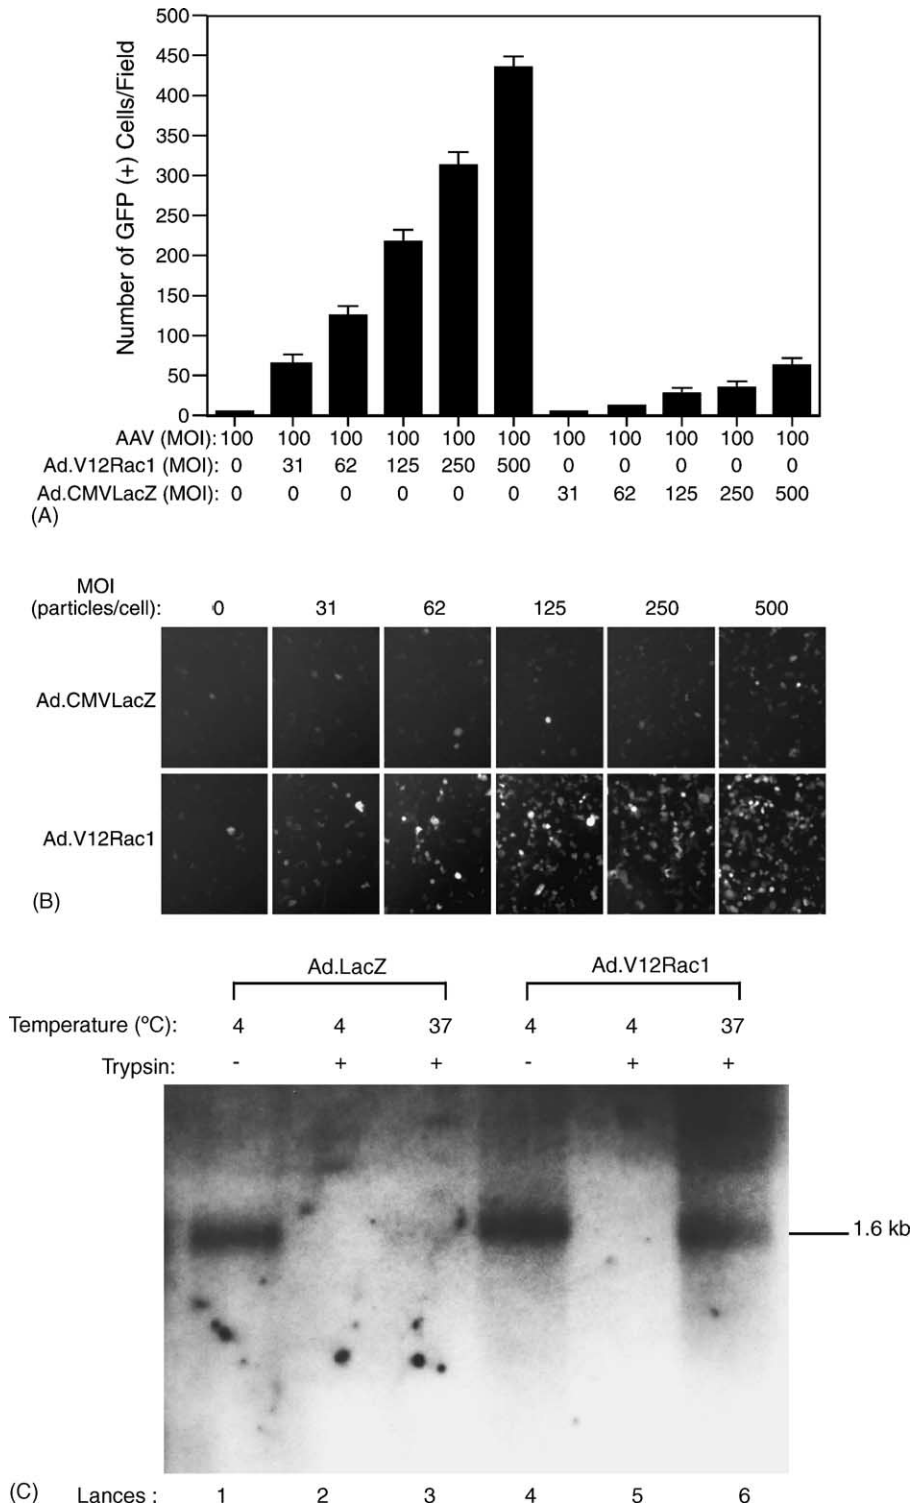 500
450
400
350
300
250
200
150
100
50
0
Number of GFP (+) Cells/Field
AAV (MOI): 100 100 100 100 100 100 100 100 100 100 100
Ad.V12Rac1 (MOI): 0 31 62 125 250 500 0 0 0 0 0
Ad.CMVLacZ (MOI): 0 0 0 0 0 0 31 62 125 250 500
(A)
MOI
(particles/cell): 0 31 62 125 250 500
Ad.CMVLacZ
Ad.V12Rac1
(B)
Ad.LacZ Ad.V12Rac1
Temperature (ºC): 4 4 37 4 4 37
Trypsin: - + + - + +
1.6 kb
(C) Lances : 1 2 3 4 5 6